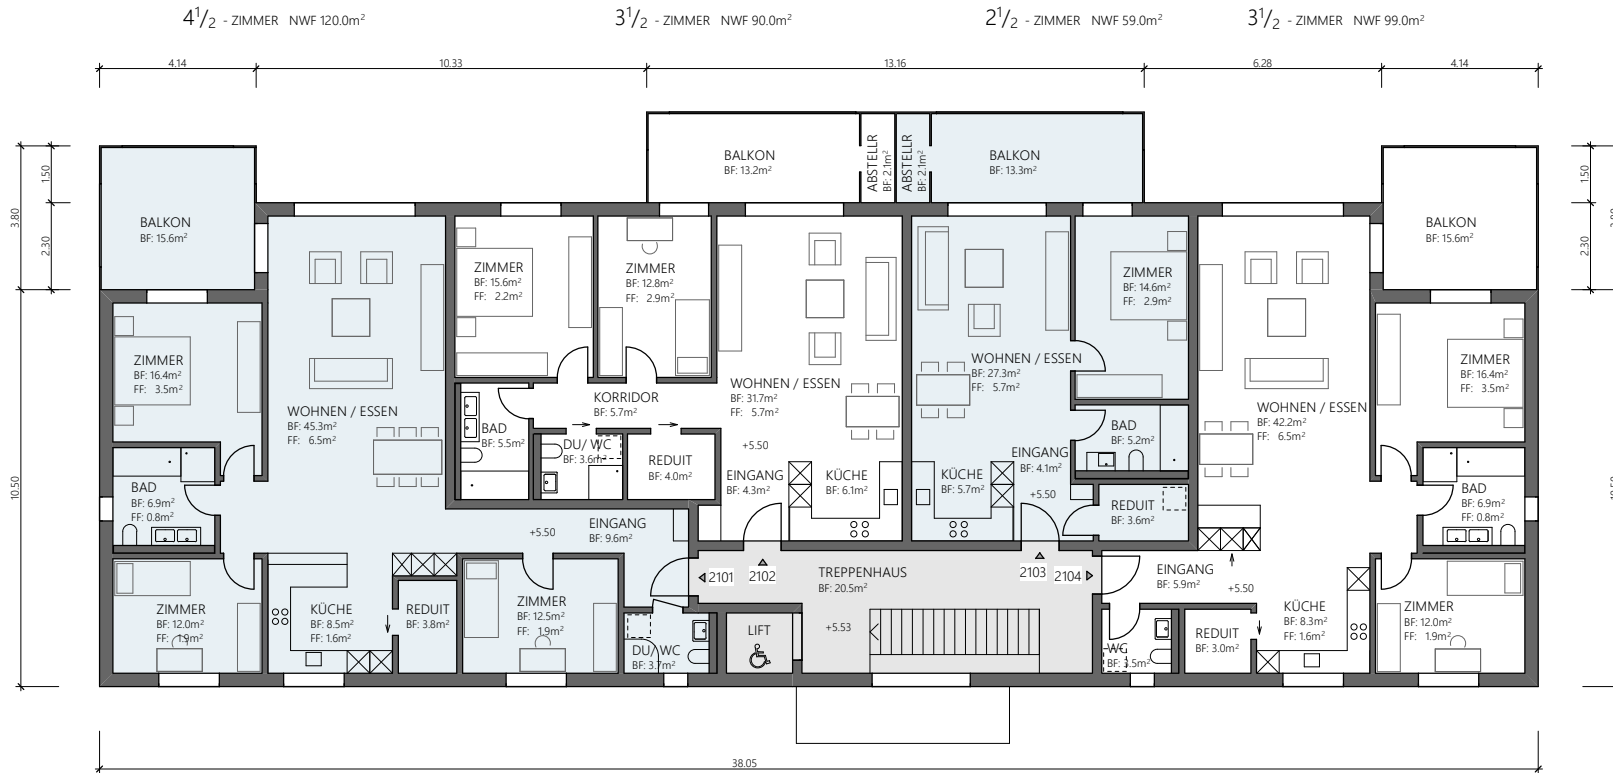 4 1/2 - ZIMMER NWF 120.0m²
3 1/2 - ZIMMER NWF 90.0m²
2 1/2 - ZIMMER NWF 59.0m²
3 1/2 - ZIMMER NWF 99.0m²
4.14
10.33
13.16
6.28
4.14
1.50
3.80
2.30
10.50
1.50
2.30
BALKON
BF: 15.6m²
BALKON
BF: 13.2m²
ABSTELLR
BF: 2.1m²
ABSTELLR
BF: 2.1m²
BALKON
BF: 13.3m²
BALKON
BF: 15.6m²
ZIMMER
BF: 16.4m²
FF: 3.5m²
WOHNEN / ESSEN
BF: 45.3m²
FF: 6.5m²
ZIMMER
BF: 15.6m²
FF: 2.2m²
ZIMMER
BF: 12.8m²
FF: 2.9m²
WOHNEN / ESSEN
BF: 31.7m²
FF: 5.7m²
WOHNEN / ESSEN
BF: 27.3m²
FF: 5.7m²
ZIMMER
BF: 14.6m²
FF: 2.9m²
WOHNEN / ESSEN
BF: 42.2m²
FF: 6.5m²
ZIMMER
BF: 16.4m²
FF: 3.5m²
KORRIDOR
BF: 5.7m²
BAD
BF: 5.5m²
DU/ WC
BF: 3.6m²
REDUIT
BF: 4.0m²
+5.50
EINGANG
BF: 4.3m²
KÜCHE
BF: 6.1m²
KÜCHE
BF: 5.7m²
EINGANG
BF: 4.1m²
+5.50
BAD
BF: 5.2m²
REDUIT
BF: 3.6m²
BAD
BF: 6.9m²
FF: 0.8m²
BAD
BF: 6.9m²
FF: 0.8m²
+5.50
EINGANG
BF: 9.6m²
2101
2102
TREPPENHAUS
BF: 20.5m²
2103
2104
EINGANG
BF: 5.9m²
+5.50
ZIMMER
BF: 12.0m²
FF: 1.9m²
KÜCHE
BF: 8.5m²
FF: 1.6m²
REDUIT
BF: 3.8m²
ZIMMER
BF: 12.5m²
FF: 1.9m²
DU/WC
BF: 3.7m²
LIFT
+5.53
WC
BF: 3.5m²
REDUIT
BF: 3.0m²
KÜCHE
BF: 8.3m²
FF: 1.6m²
ZIMMER
BF: 12.0m²
FF: 1.9m²
38.05